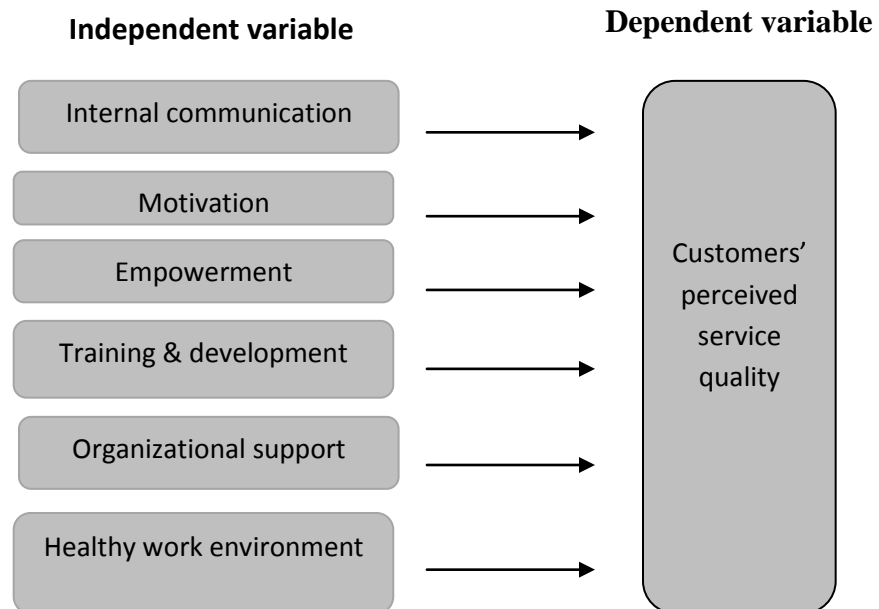 Independent variable
Dependent variable
Internal communication
Motivation
Empowerment
Training & development
Organizational support
Healthy work environment
Customers’
perceived
service
quality